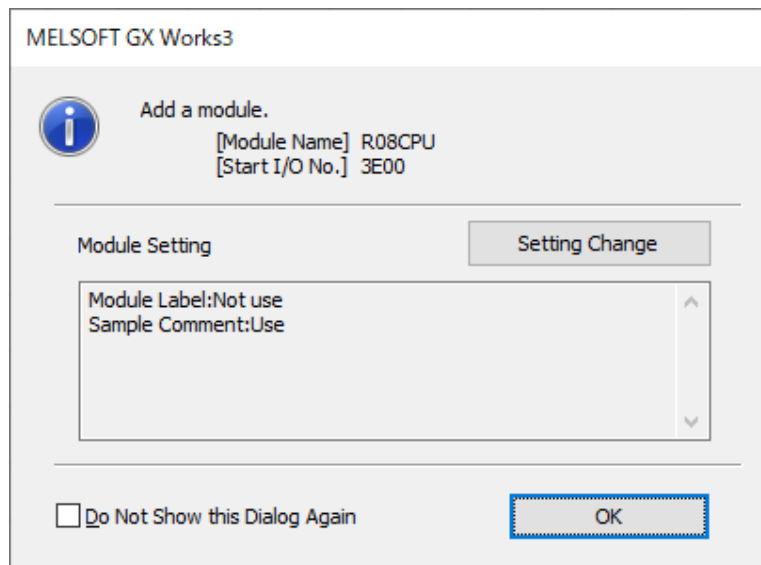 MELSOFT GX Works3
Add a module.
[Module Name] R08CPU
[Start I/O No.] 3E00
Module Setting
Setting Change
Module Label:Not use
Sample Comment:Use
Do Not Show this Dialog Again
OK